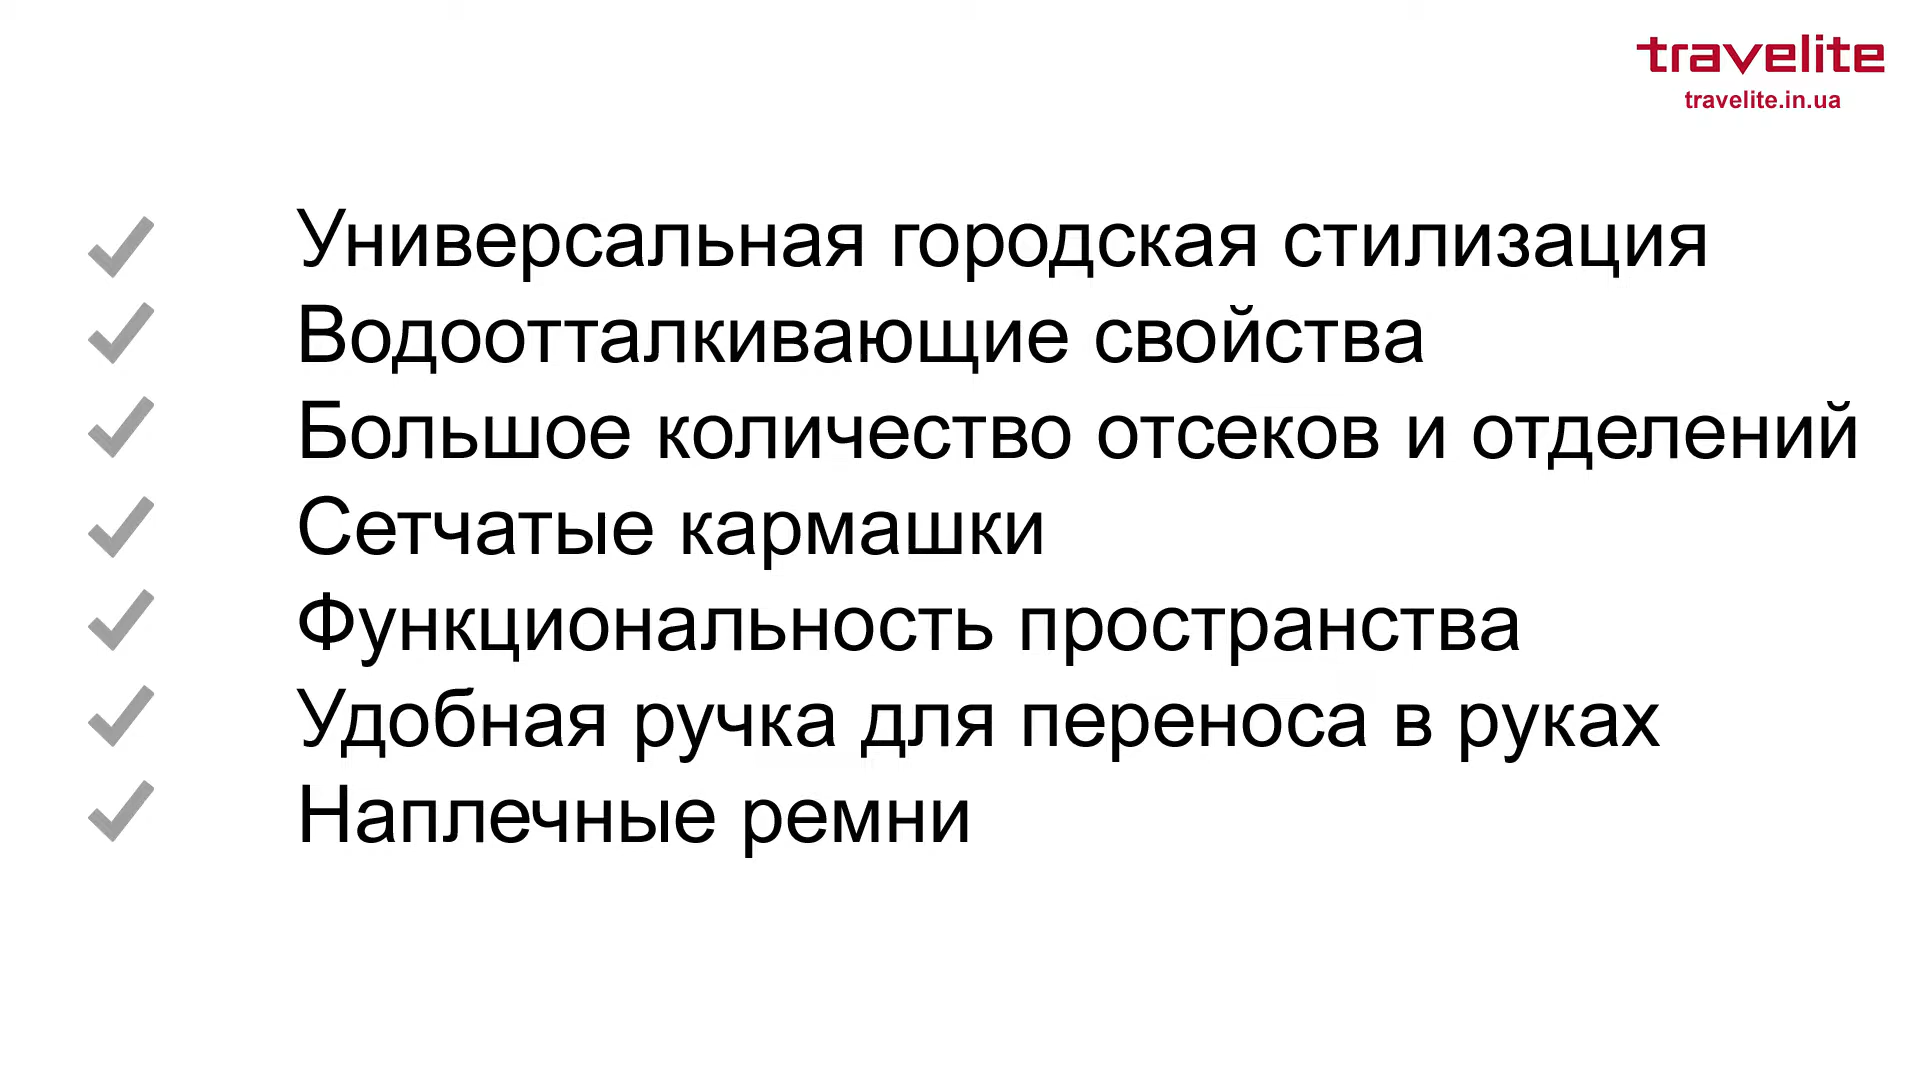 travelite
travelite.in.ua
Универсальная городская стилизация
Водоотталкивающие свойства
Большое количество отсеков и отделений
Сетчатые кармашки
Функциональность пространства
Удобная ручка для переноса в руках
Наплечные ремни